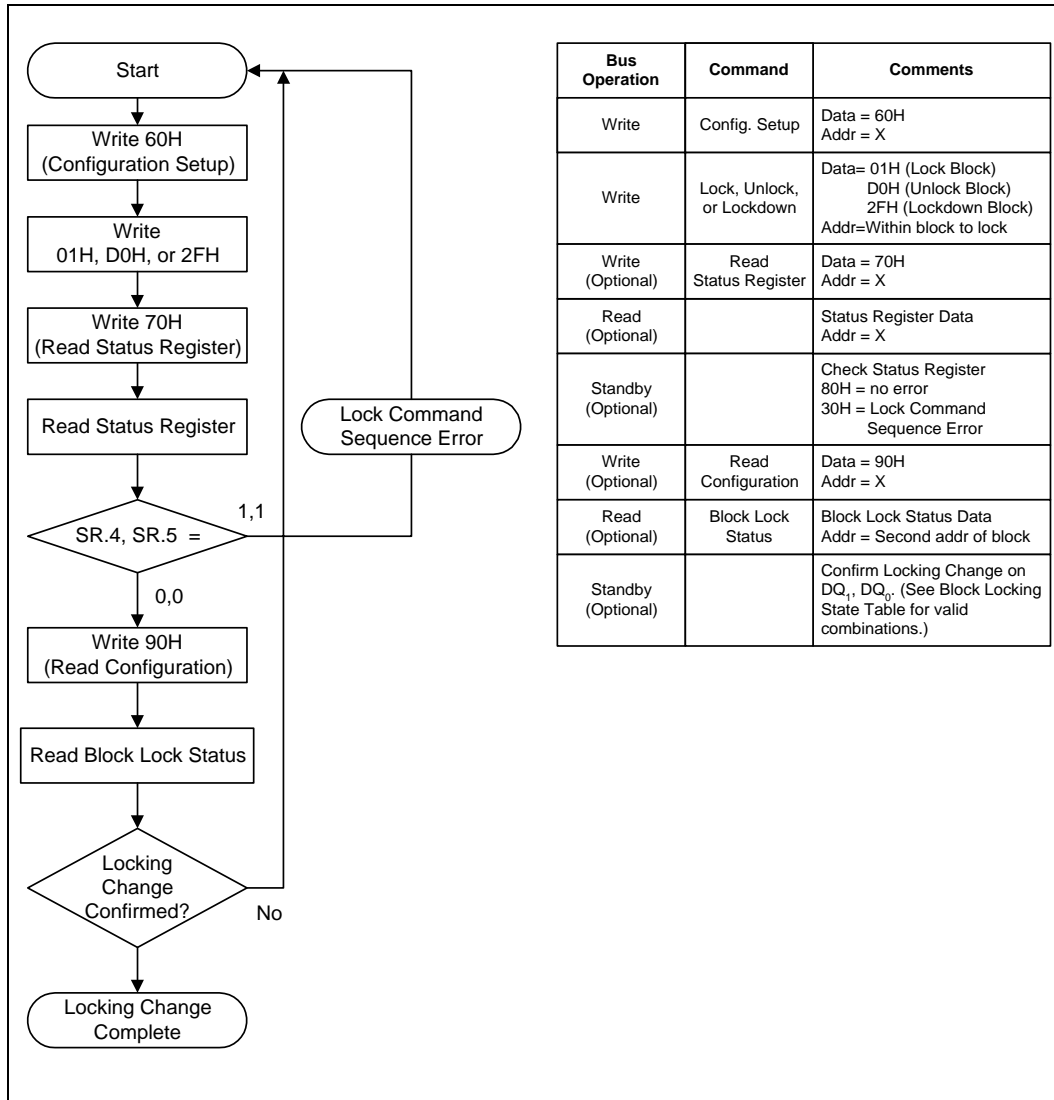 Start
Write 60H
(Configuration Setup)
Write
01H, D0H, or 2FH
Write 70H
(Read Status Register)
Read Status Register
Lock Command
Sequence Error
1,1
SR.4, SR.5 =
0,0
Write 90H
(Read Configuration)
Read Block Lock Status
Locking
Change
Confirmed?
No
Locking Change
Complete
Bus
Operation
Command
Comments
Write
Config. Setup
Data = 60H
Addr = X
Write
Lock, Unlock,
or Lockdown
Data= 01H (Lock Block)
D0H (Unlock Block)
2FH (Lockdown Block)
Addr=Within block to lock
Write
(Optional)
Read
Status Register
Data = 70H
Addr = X
Read
(Optional)
Status Register Data
Addr = X
Standby
(Optional)
Check Status Register
80H = no error
30H = Lock Command
Sequence Error
Write
(Optional)
Read
Configuration
Data = 90H
Addr = X
Read
(Optional)
Block Lock
Status
Block Lock Status Data
Addr = Second addr of block
Standby
(Optional)
Confirm Locking Change on
DQ₁, DQ₀. (See Block Locking
State Table for valid
combinations.)